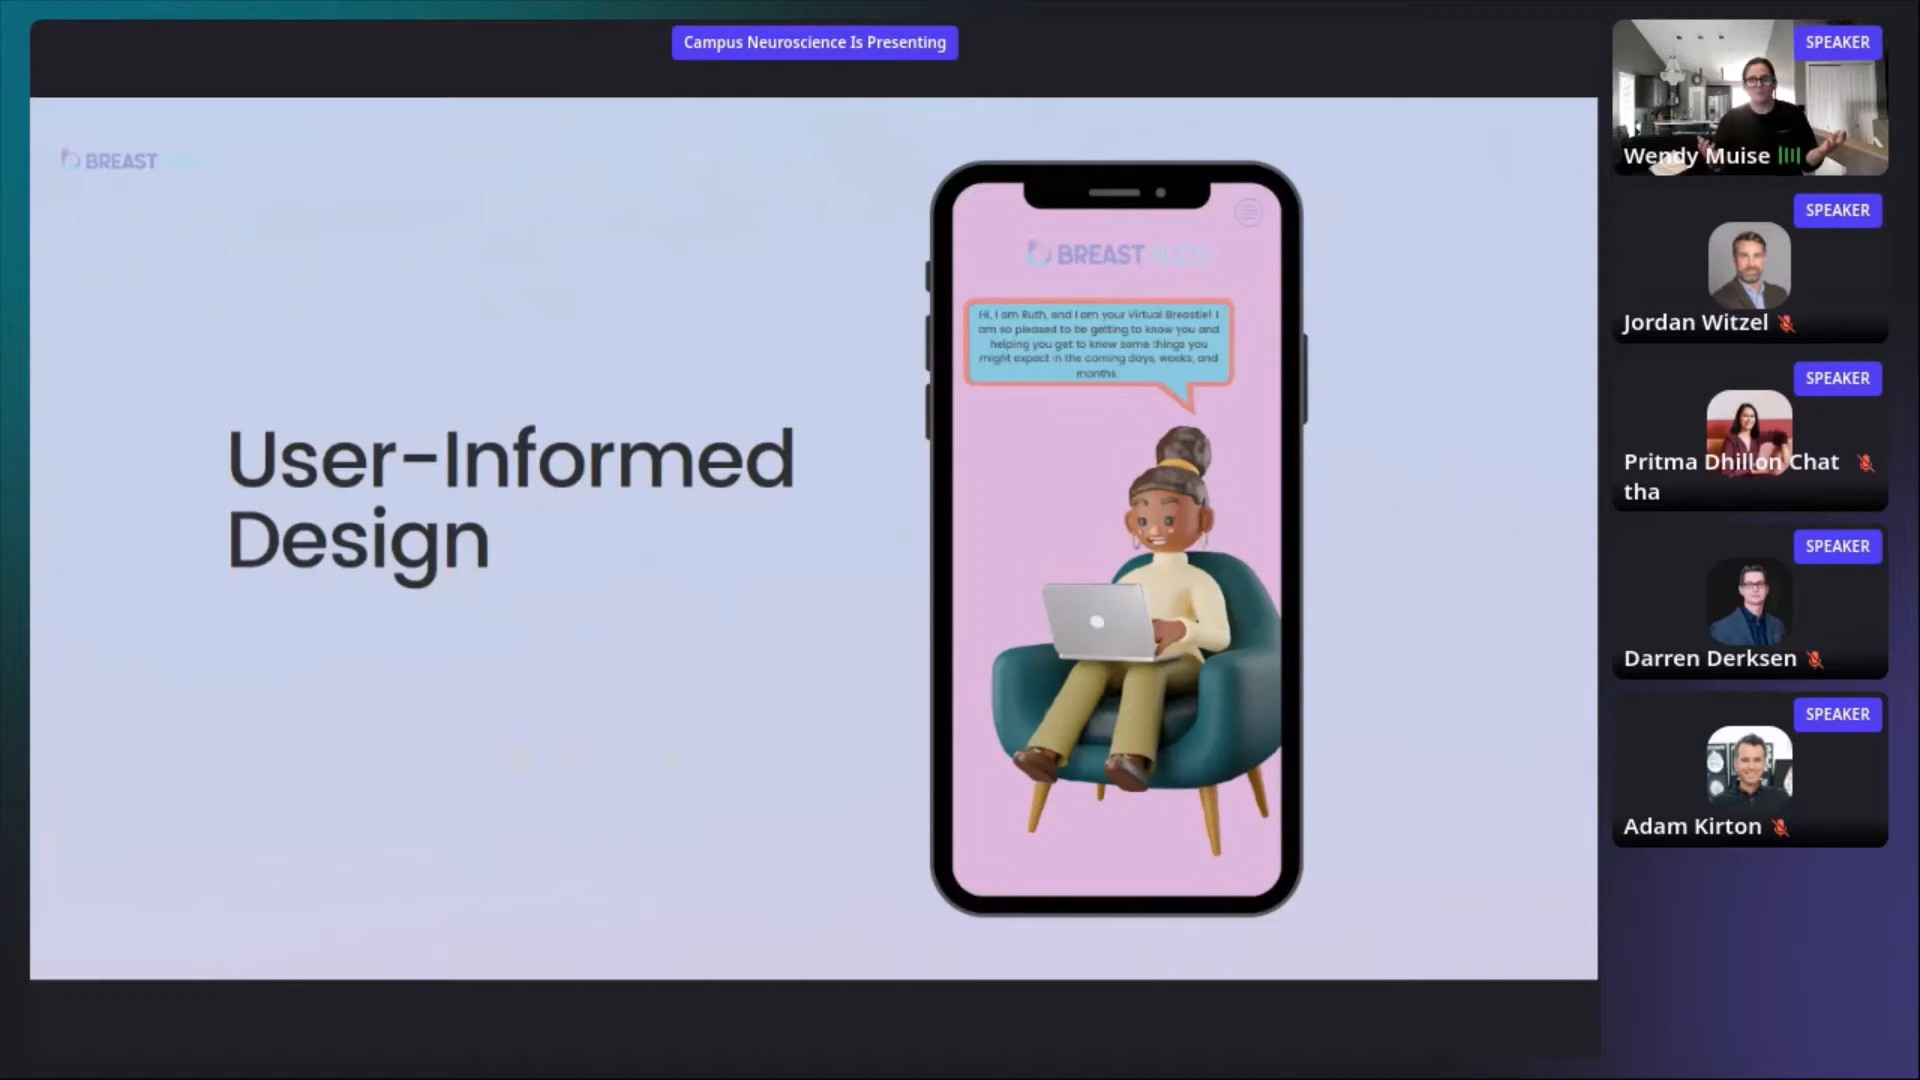 Campus Neuroscience Is Presenting
BREAST
User-Informed
Design
BREAST
Hi, I am Ruth, and I am your Virtual Breastie! I
am so pleased to be getting to know you and
helping you get to know some things you
might expect in the coming days, weeks, and
months.
SPEAKER
Wendy Muise
SPEAKER
Jordan Witzel
SPEAKER
Pritma Dhillon Chat
tha
SPEAKER
Darren Derksen
SPEAKER
Adam Kirton